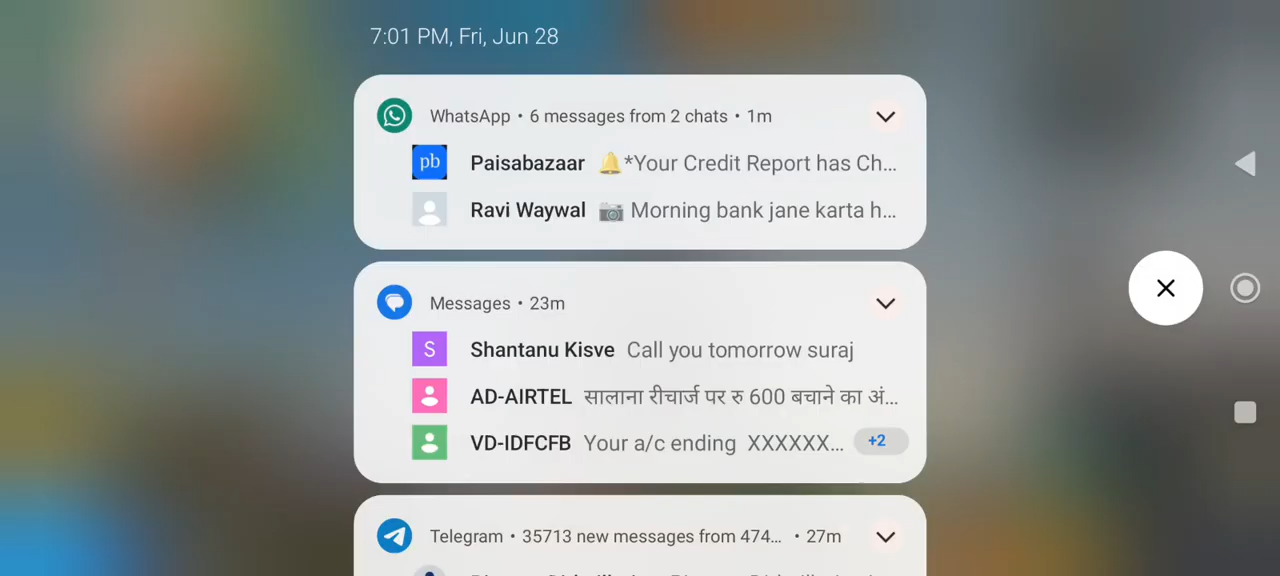 7:01 PM, Fri, Jun 28
WhatsApp • 6 messages from 2 chats • 1m
pb Paisabazaar 🔔*Your Credit Report has Ch...
Ravi Waywal 📷 Morning bank jane karta h...
Messages • 23m
S Shantanu Kisve Call you tomorrow suraj
AD-AIRTEL सालाना रीचार्ज पर रु 600 बचाने का अं...
VD-IDFCFB Your a/c ending XXXXXX... +2
Telegram • 35713 new messages from 474... • 27m